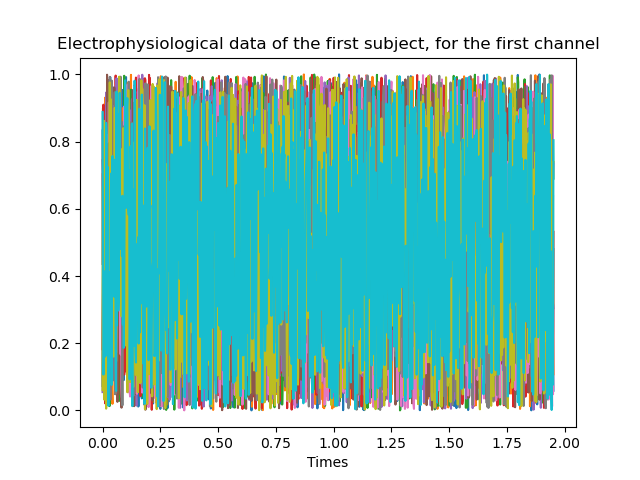 Electrophysiological data of the first subject, for the first channel
1.0
0.8
0.6
0.4
0.2
0.0
0.00 0.25 0.50 0.75 1.00 1.25 1.50 1.75 2.00
Times